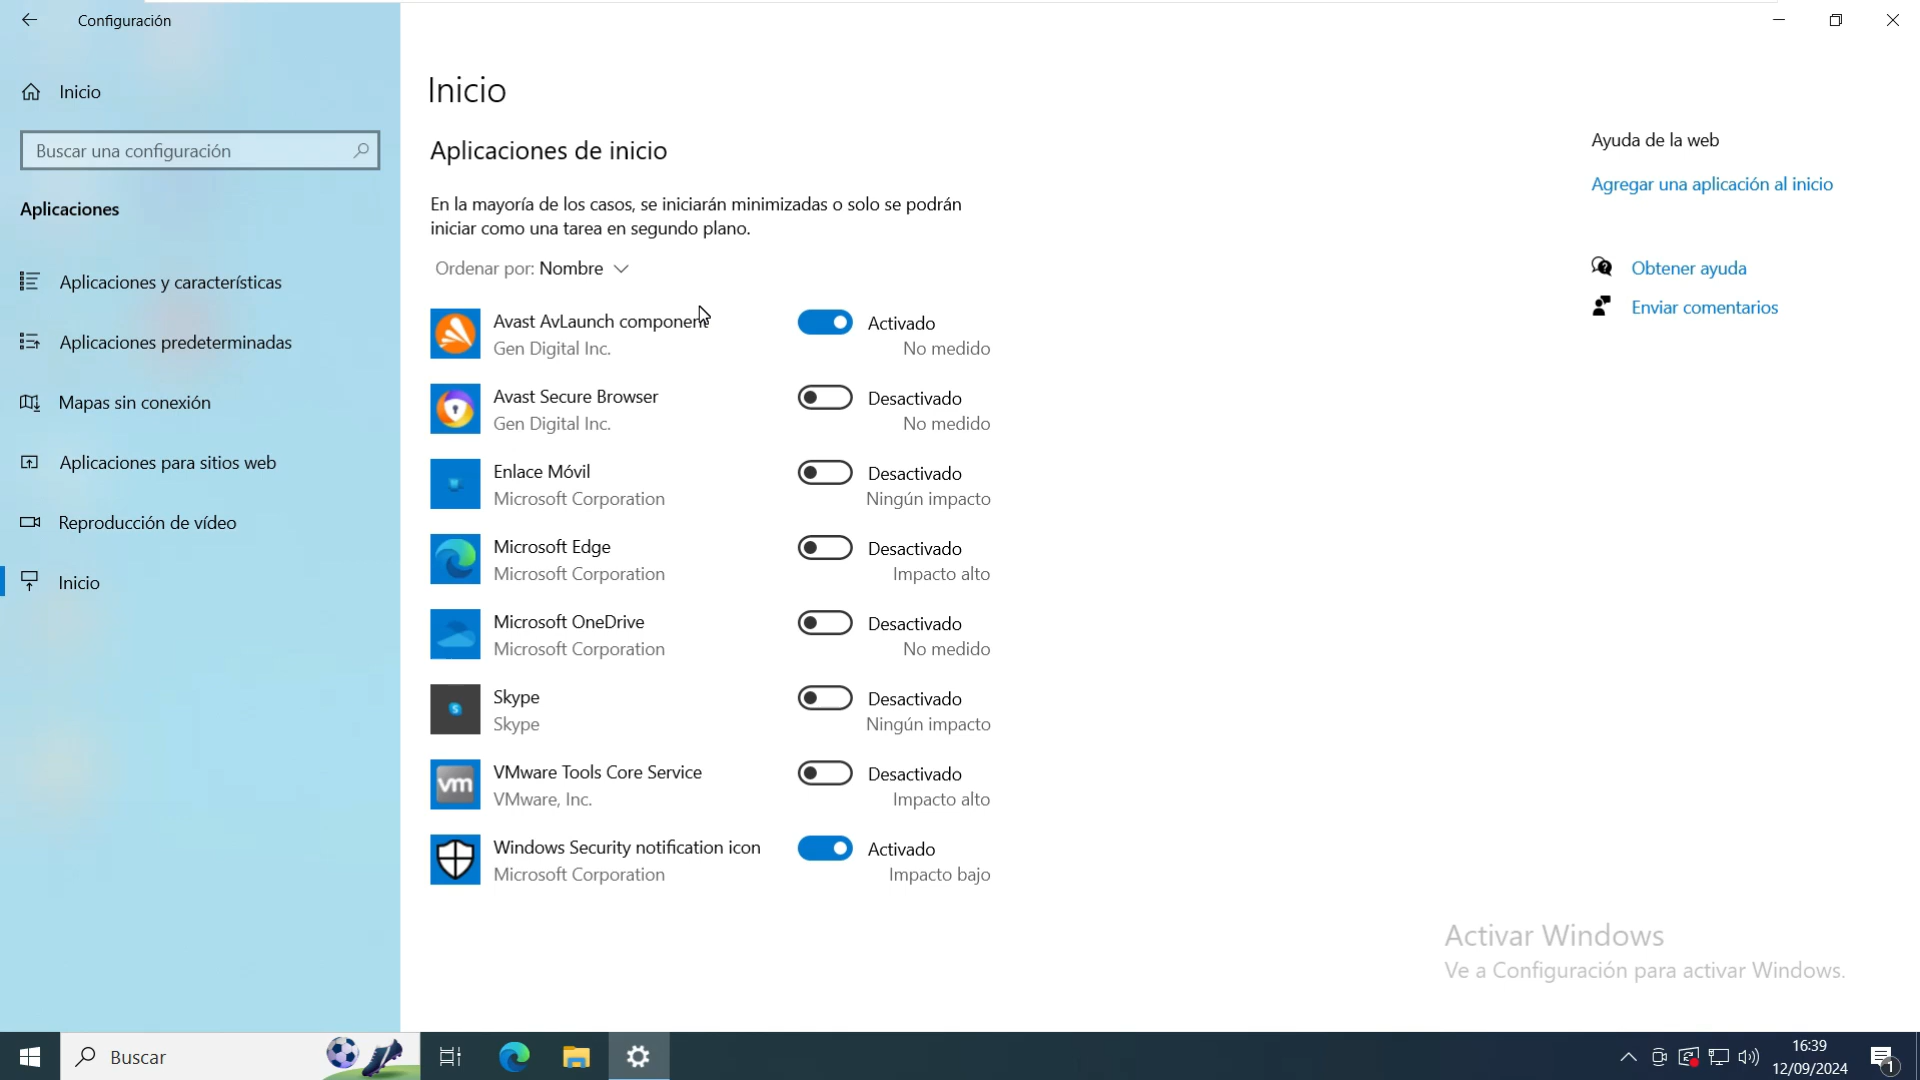 Configuración
Inicio
Buscar una configuración
Aplicaciones
Aplicaciones y características
Aplicaciones predeterminadas
Mapas sin conexión
Aplicaciones para sitios web
Reproducción de vídeo
Inicio
Inicio
Aplicaciones de inicio
En la mayoría de los casos, se iniciarán minimizadas o solo se podrán
iniciar como una tarea en segundo plano.
Ordenar por: Nombre
Avast AvLaunch component Activado
Gen Digital Inc. No medido
Avast Secure Browser Desactivado
Gen Digital Inc. No medido
Enlace Móvil Desactivado
Microsoft Corporation Ningún impacto
Microsoft Edge Desactivado
Microsoft Corporation Impacto alto
Microsoft OneDrive Desactivado
Microsoft Corporation No medido
Skype Desactivado
Skype Ningún impacto
VMware Tools Core Service Desactivado
vm
VMware, Inc. Impacto alto
Windows Security notification icon Activado
Microsoft Corporation Impacto bajo
Ayuda de la web
Agregar una aplicación al inicio
Obtener ayuda
Enviar comentarios
Activar Windows
Ve a Configuración para activar Windows.
Buscar
16:39
12/09/2024
1